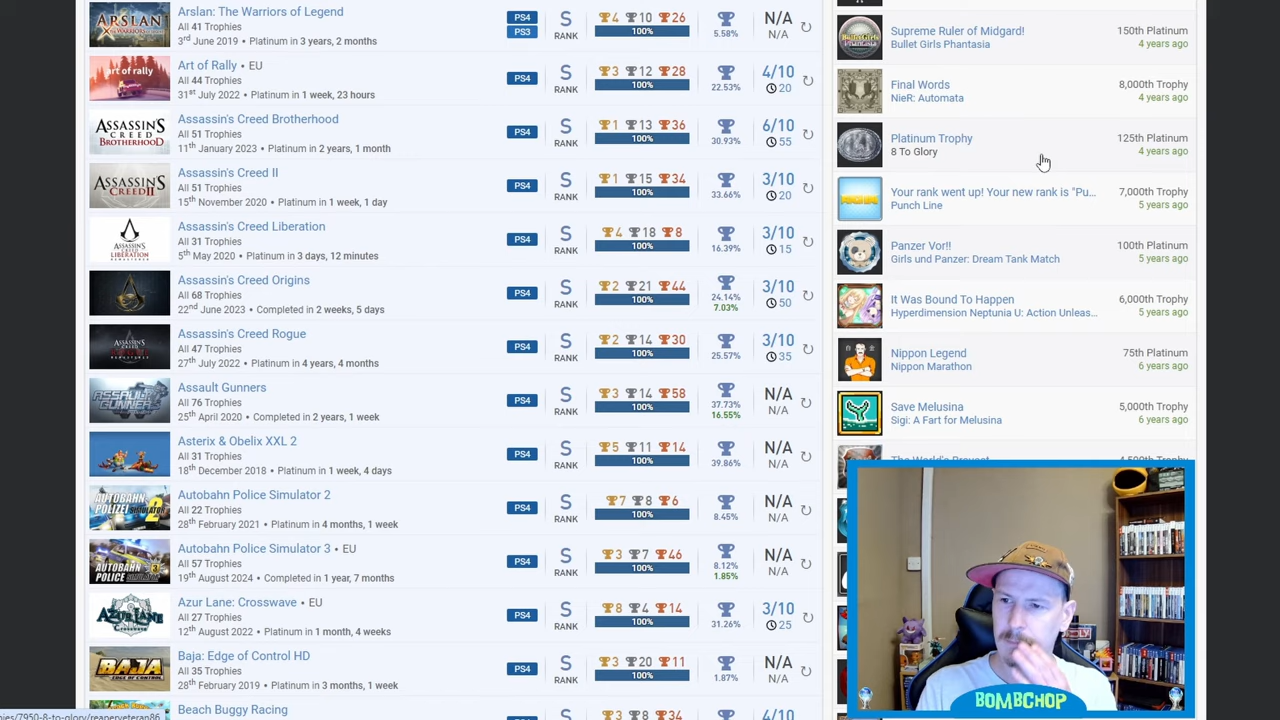 Arslan: The Warriors of Legend
All 40 Trophies
3rd June 2019 • Platinum in 3 years, 2 months
PS4
PS3
S
RANK
4 10 26
100%
5.58%
N/A
N/A
Art of Rally • EU
All 44 Trophies
31st July 2022 • Platinum in 1 week, 23 hours
PS4
S
RANK
3 12 28
100%
22.53%
4/10
20
Assassin's Creed Brotherhood
All 51 Trophies
11th January 2023 • Platinum in 2 years, 1 month
PS4
S
RANK
1 13 36
100%
30.93%
6/10
55
Assassin's Creed II
All 51 Trophies
15th November 2020 • Platinum in 1 week, 1 day
PS4
S
RANK
1 15 34
100%
33.66%
3/10
20
Assassin's Creed Liberation
All 31 Trophies
5th May 2020 • Platinum in 3 days, 12 minutes
PS4
S
RANK
4 18 8
100%
16.39%
3/10
15
Assassin's Creed Origins
All 68 Trophies
22nd June 2023 • Completed in 2 weeks, 5 days
PS4
S
RANK
2 21 44
100%
24.14%
7.03%
3/10
50
Assassin's Creed Rogue
All 47 Trophies
27th July 2022 • Platinum in 4 years, 4 months
PS4
S
RANK
2 14 30
100%
25.57%
3/10
35
Assault Gunners
All 76 Trophies
25th April 2020 • Completed in 2 years, 1 week
PS4
S
RANK
3 14 58
100%
37.73%
16.55%
N/A
N/A
Asterix & Obelix XXL 2
All 31 Trophies
18th December 2018 • Platinum in 1 week, 4 days
PS4
S
RANK
5 11 14
100%
39.86%
N/A
N/A
Autobahn Police Simulator 2
All 22 Trophies
28th February 2021 • Platinum in 4 months, 1 week
PS4
S
RANK
7 8 6
100%
8.45%
N/A
N/A
Autobahn Police Simulator 3 • EU
All 57 Trophies
19th August 2024 • Completed in 1 year, 7 months
PS4
S
RANK
3 7 46
100%
8.12%
1.85%
N/A
N/A
Azur Lane: Crosswave • EU
All 27 Trophies
12th August 2022 • Platinum in 1 month, 4 weeks
PS4
S
RANK
8 4 14
100%
31.26%
3/10
25
Baja: Edge of Control HD
All 35 Trophies
28th February 2019 • Platinum in 3 months, 1 week
PS4
S
RANK
3 20 11
100%
1.87%
N/A
N/A
Beach Buggy Racing
3 8 34
Supreme Ruler of Midgard!
150th Platinum
Bullet Girls Phantasia
4 years ago
Final Words
8,000th Trophy
NieR: Automata
4 years ago
Platinum Trophy
125th Platinum
8 To Glory
4 years ago
Your rank went up! Your new rank is "Pu...
7,000th Trophy
Punch Line
5 years ago
Panzer Vor!!
100th Platinum
Girls und Panzer: Dream Tank Match
5 years ago
It Was Bound To Happen
6,000th Trophy
Hyperdimension Neptunia U: Action Unleas...
5 years ago
Nippon Legend
75th Platinum
Nippon Marathon
6 years ago
Save Melusina
5,000th Trophy
Sigi: A Fart for Melusina
6 years ago
BOMBCHOP